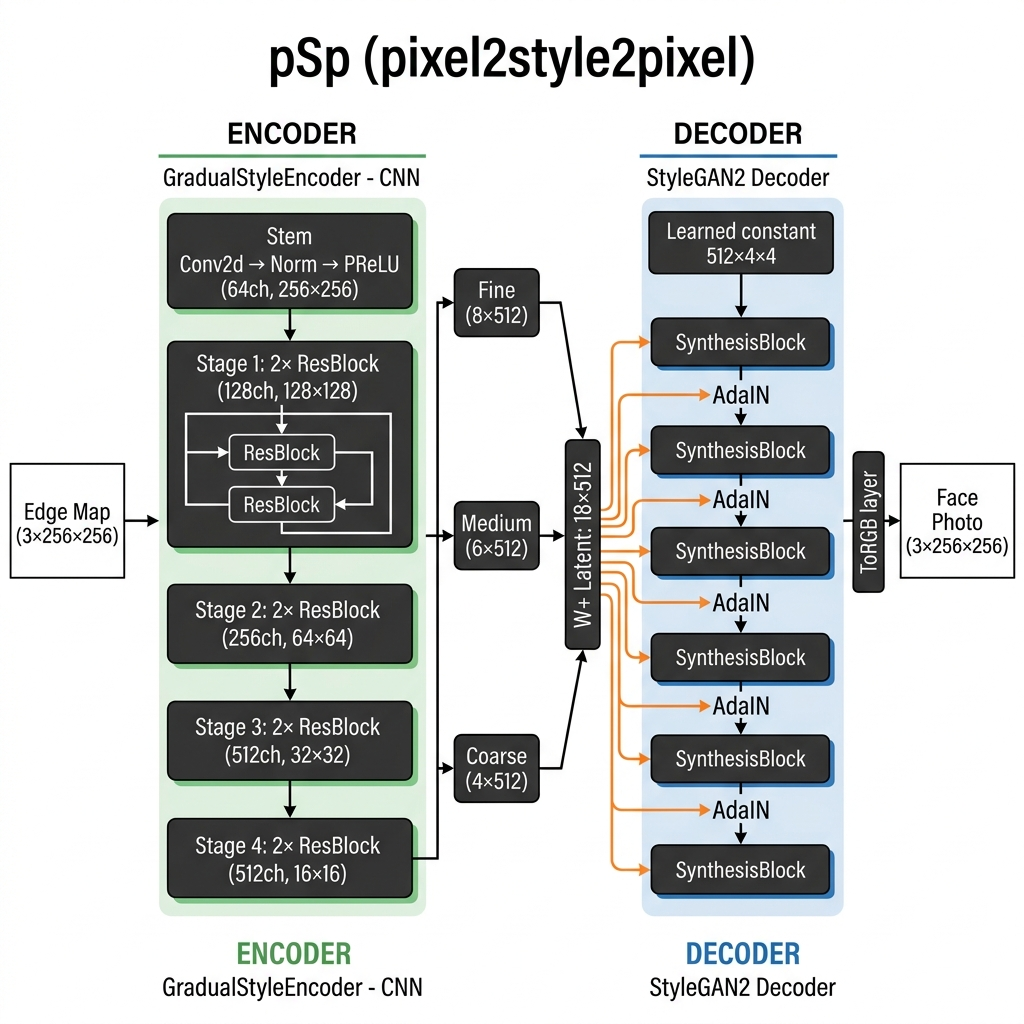 pSp (pixel2style2pixel)
ENCODER
GradualStyleEncoder - CNN
Stem
Conv2d → Norm → PReLU
(64ch, 256×256)
Stage 1: 2× ResBlock
(128ch, 128×128)
ResBlock
ResBlock
Stage 2: 2× ResBlock
(256ch, 64×64)
Stage 3: 2× ResBlock
(512ch, 32×32)
Stage 4: 2× ResBlock
(512ch, 16×16)
ENCODER
GradualStyleEncoder - CNN
Edge Map
(3×256×256)
Fine
(8×512)
Medium
(6×512)
Coarse
(4×512)
W+ Latent: 18×512
DECODER
StyleGAN2 Decoder
Learned constant
512×4×4
SynthesisBlock
AdaIN
SynthesisBlock
AdaIN
SynthesisBlock
AdaIN
SynthesisBlock
AdaIN
SynthesisBlock
AdaIN
SynthesisBlock
DECODER
StyleGAN2 Decoder
ToRGB layer
Face
Photo
(3×256×256)